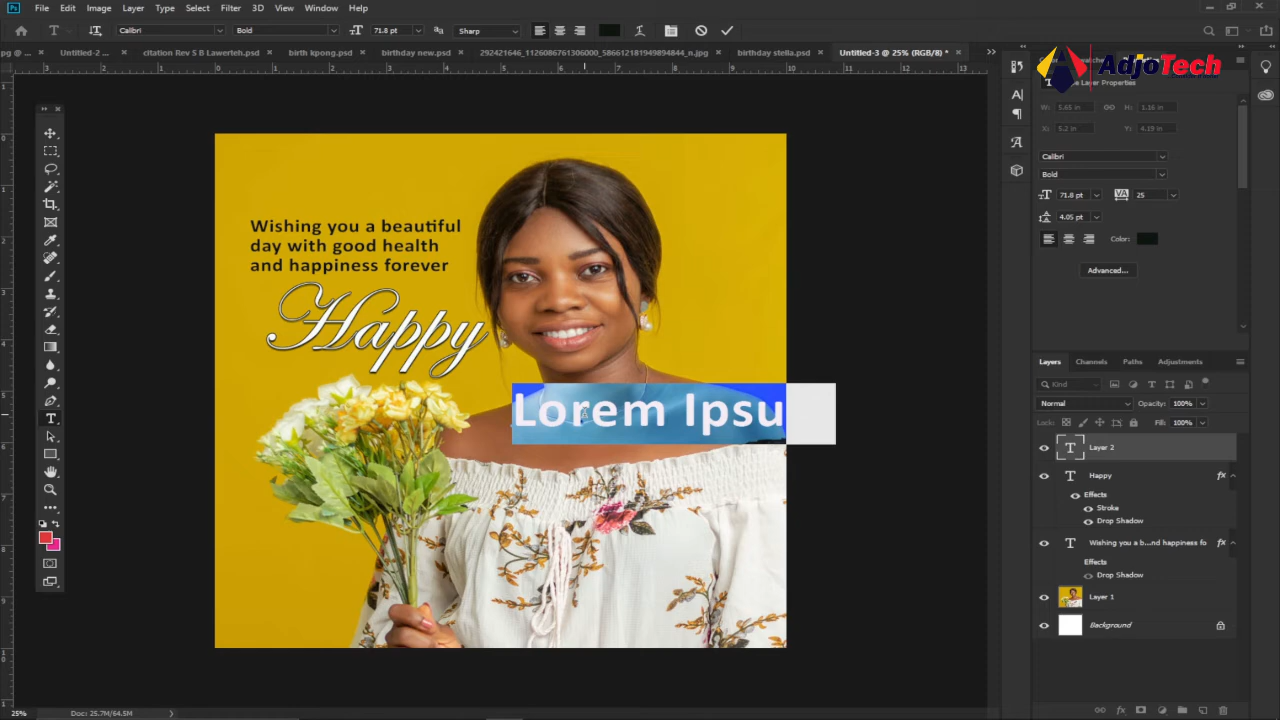 Ps File Edit Image Layer Type Select Filter 3D View Window Help
Calibri Bold 71.8 pt Sharp
Untitled-2 ... citation Rev S B Lawerteh.psd × birth kpong.psd × birthday new.psd × 292421646_1126086761306000_586612181949894844_n.jpg × birthday stella.psd × Untitled-3 @ 25% (RGB/8) * ×
AdjoTech
Layer Properties
W: 5.65 in H: 1.16 in
X: 5.2 in Y: 4.19 in
Calibri
Bold
71.8 pt VA 25
4.05 pt
Color:
Advanced...
Wishing you a beautiful
day with good health
and happiness forever
Happy
Lorem Ipsu
Layers Channels Paths Adjustments
Kind
Normal Opacity: 100%
Lock: Fill: 100%
T Layer 2
T Happy fx
Effects
Stroke
Drop Shadow
T Wishing you a b...nd happiness fo fx
Effects
Drop Shadow
Layer 1
Background
25% Doc: 25.7M/64.5M